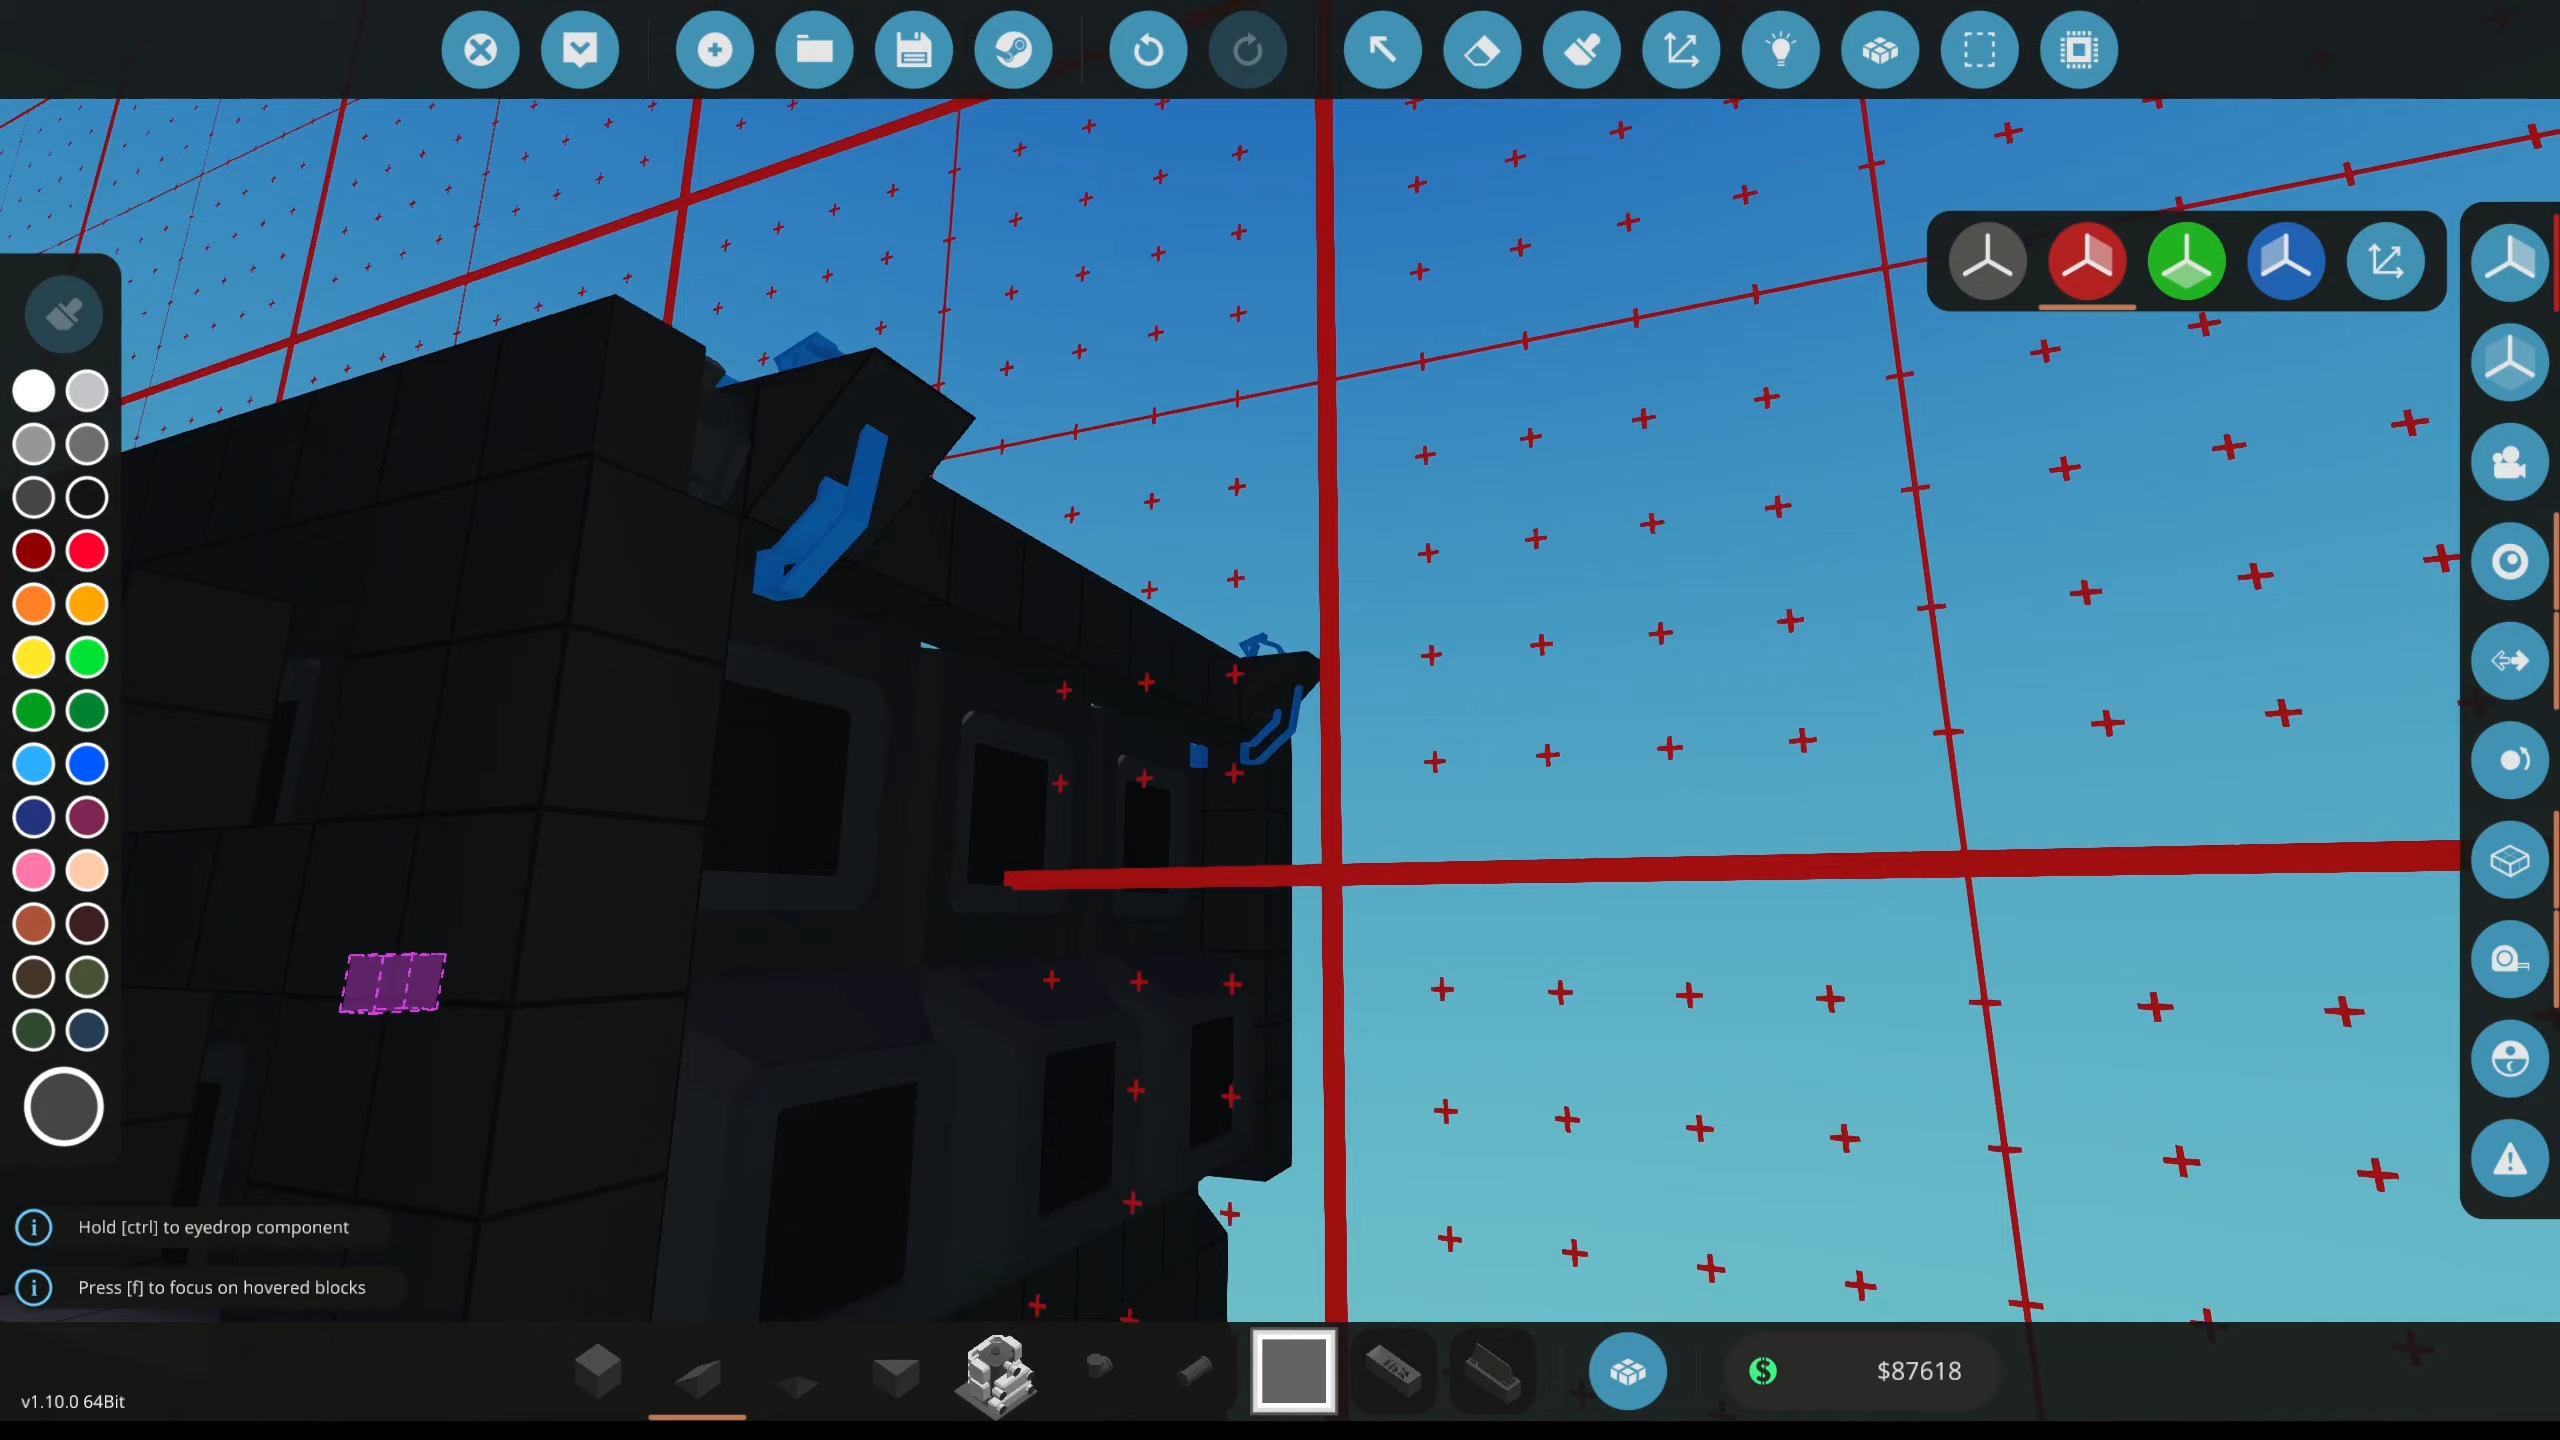 Hold [ctrl] to eyedrop component
Press [f] to focus on hovered blocks
v1.10.0 64Bit
$
$87618